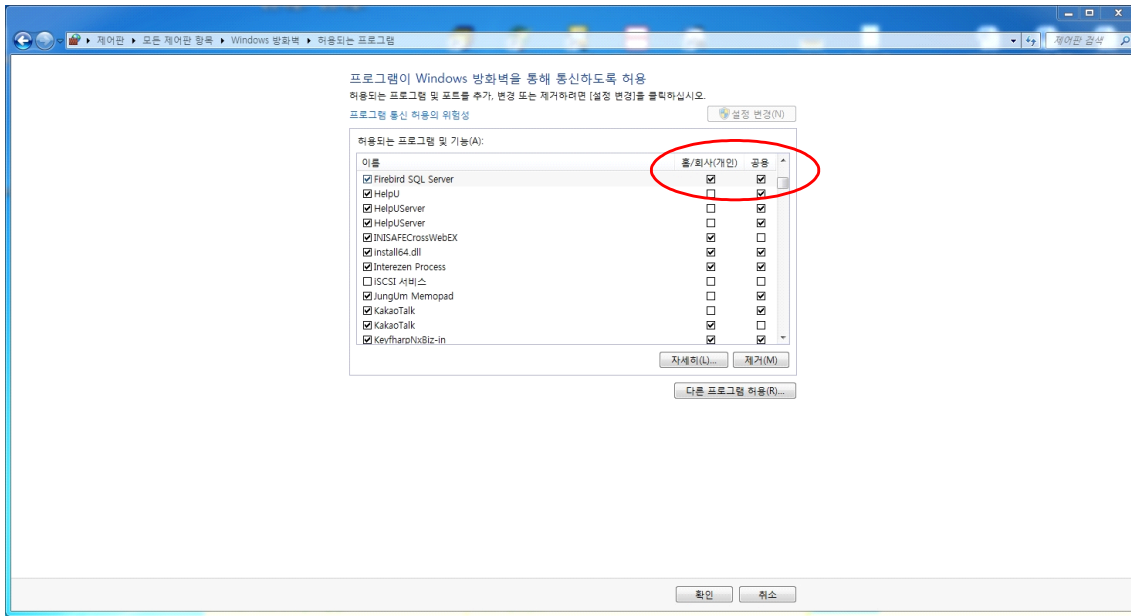 제어판 ▸ 모든 제어판 항목 ▸ Windows 방화벽 ▸ 허용되는 프로그램
제어판 검색
프로그램이 Windows 방화벽을 통해 통신하도록 허용
허용되는 프로그램 및 포트를 추가, 변경 또는 제거하려면 [설정 변경]을 클릭하십시오.
프로그램 통신 허용의 위험성
설정 변경(N)
허용되는 프로그램 및 기능(A):
이름 홈/회사(개인) 공용
Firebird SQL Server
HelpU
HelpUServer
HelpUServer
INISAFECrossWebEX
install64.dll
Interezen Process
iSCSI 서비스
JungUm Memopad
KakaoTalk
KakaoTalk
KeyfharpNxBiz-in
자세히(L)... 제거(M)
다른 프로그램 허용(R)...
확인 취소